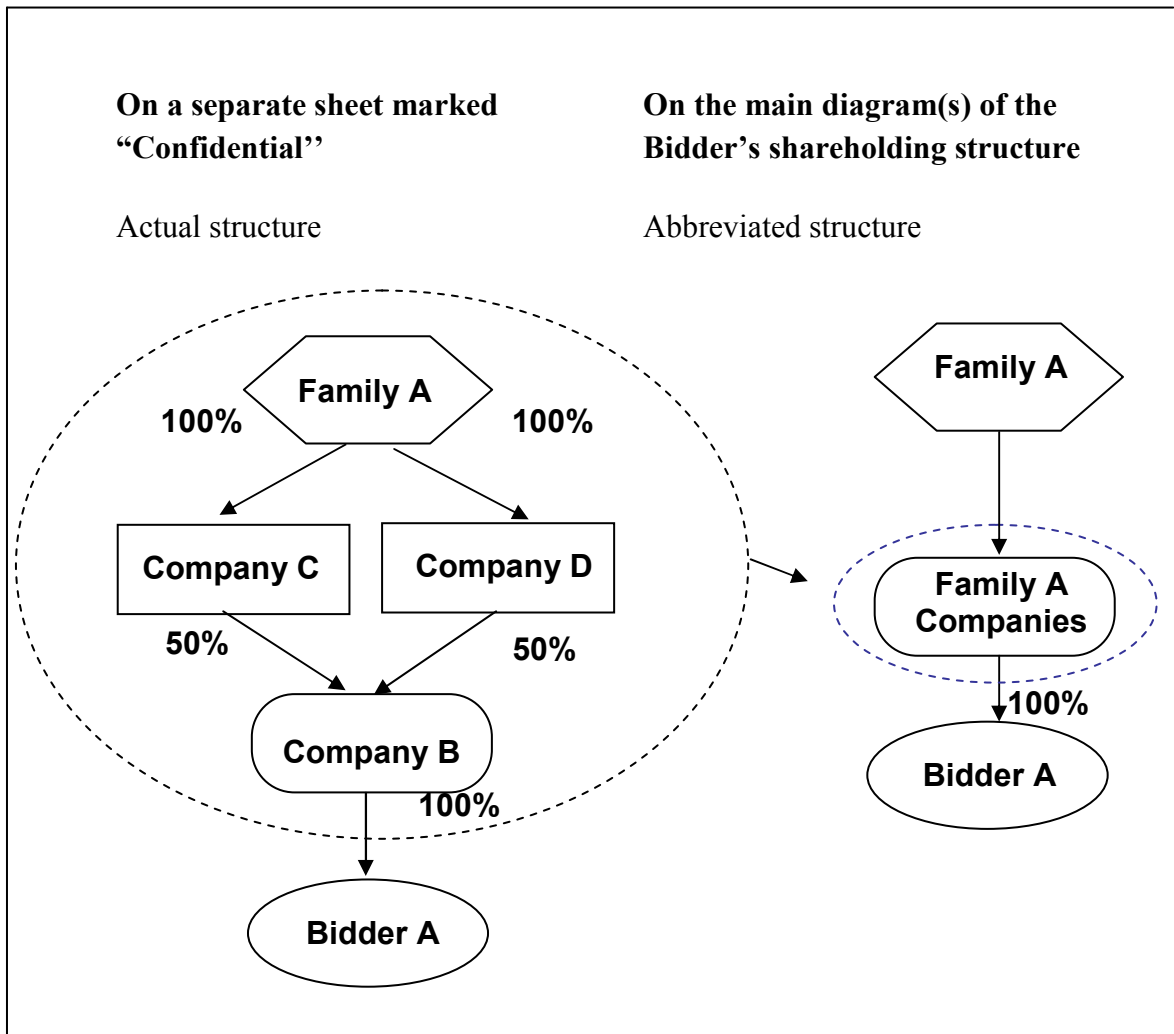 On a separate sheet marked
“Confidential’’
Actual structure
Family A
100%
100%
Company C
Company D
50%
50%
Company B
100%
Bidder A
On the main diagram(s) of the
Bidder’s shareholding structure
Abbreviated structure
Family A
Family A
Companies
100%
Bidder A